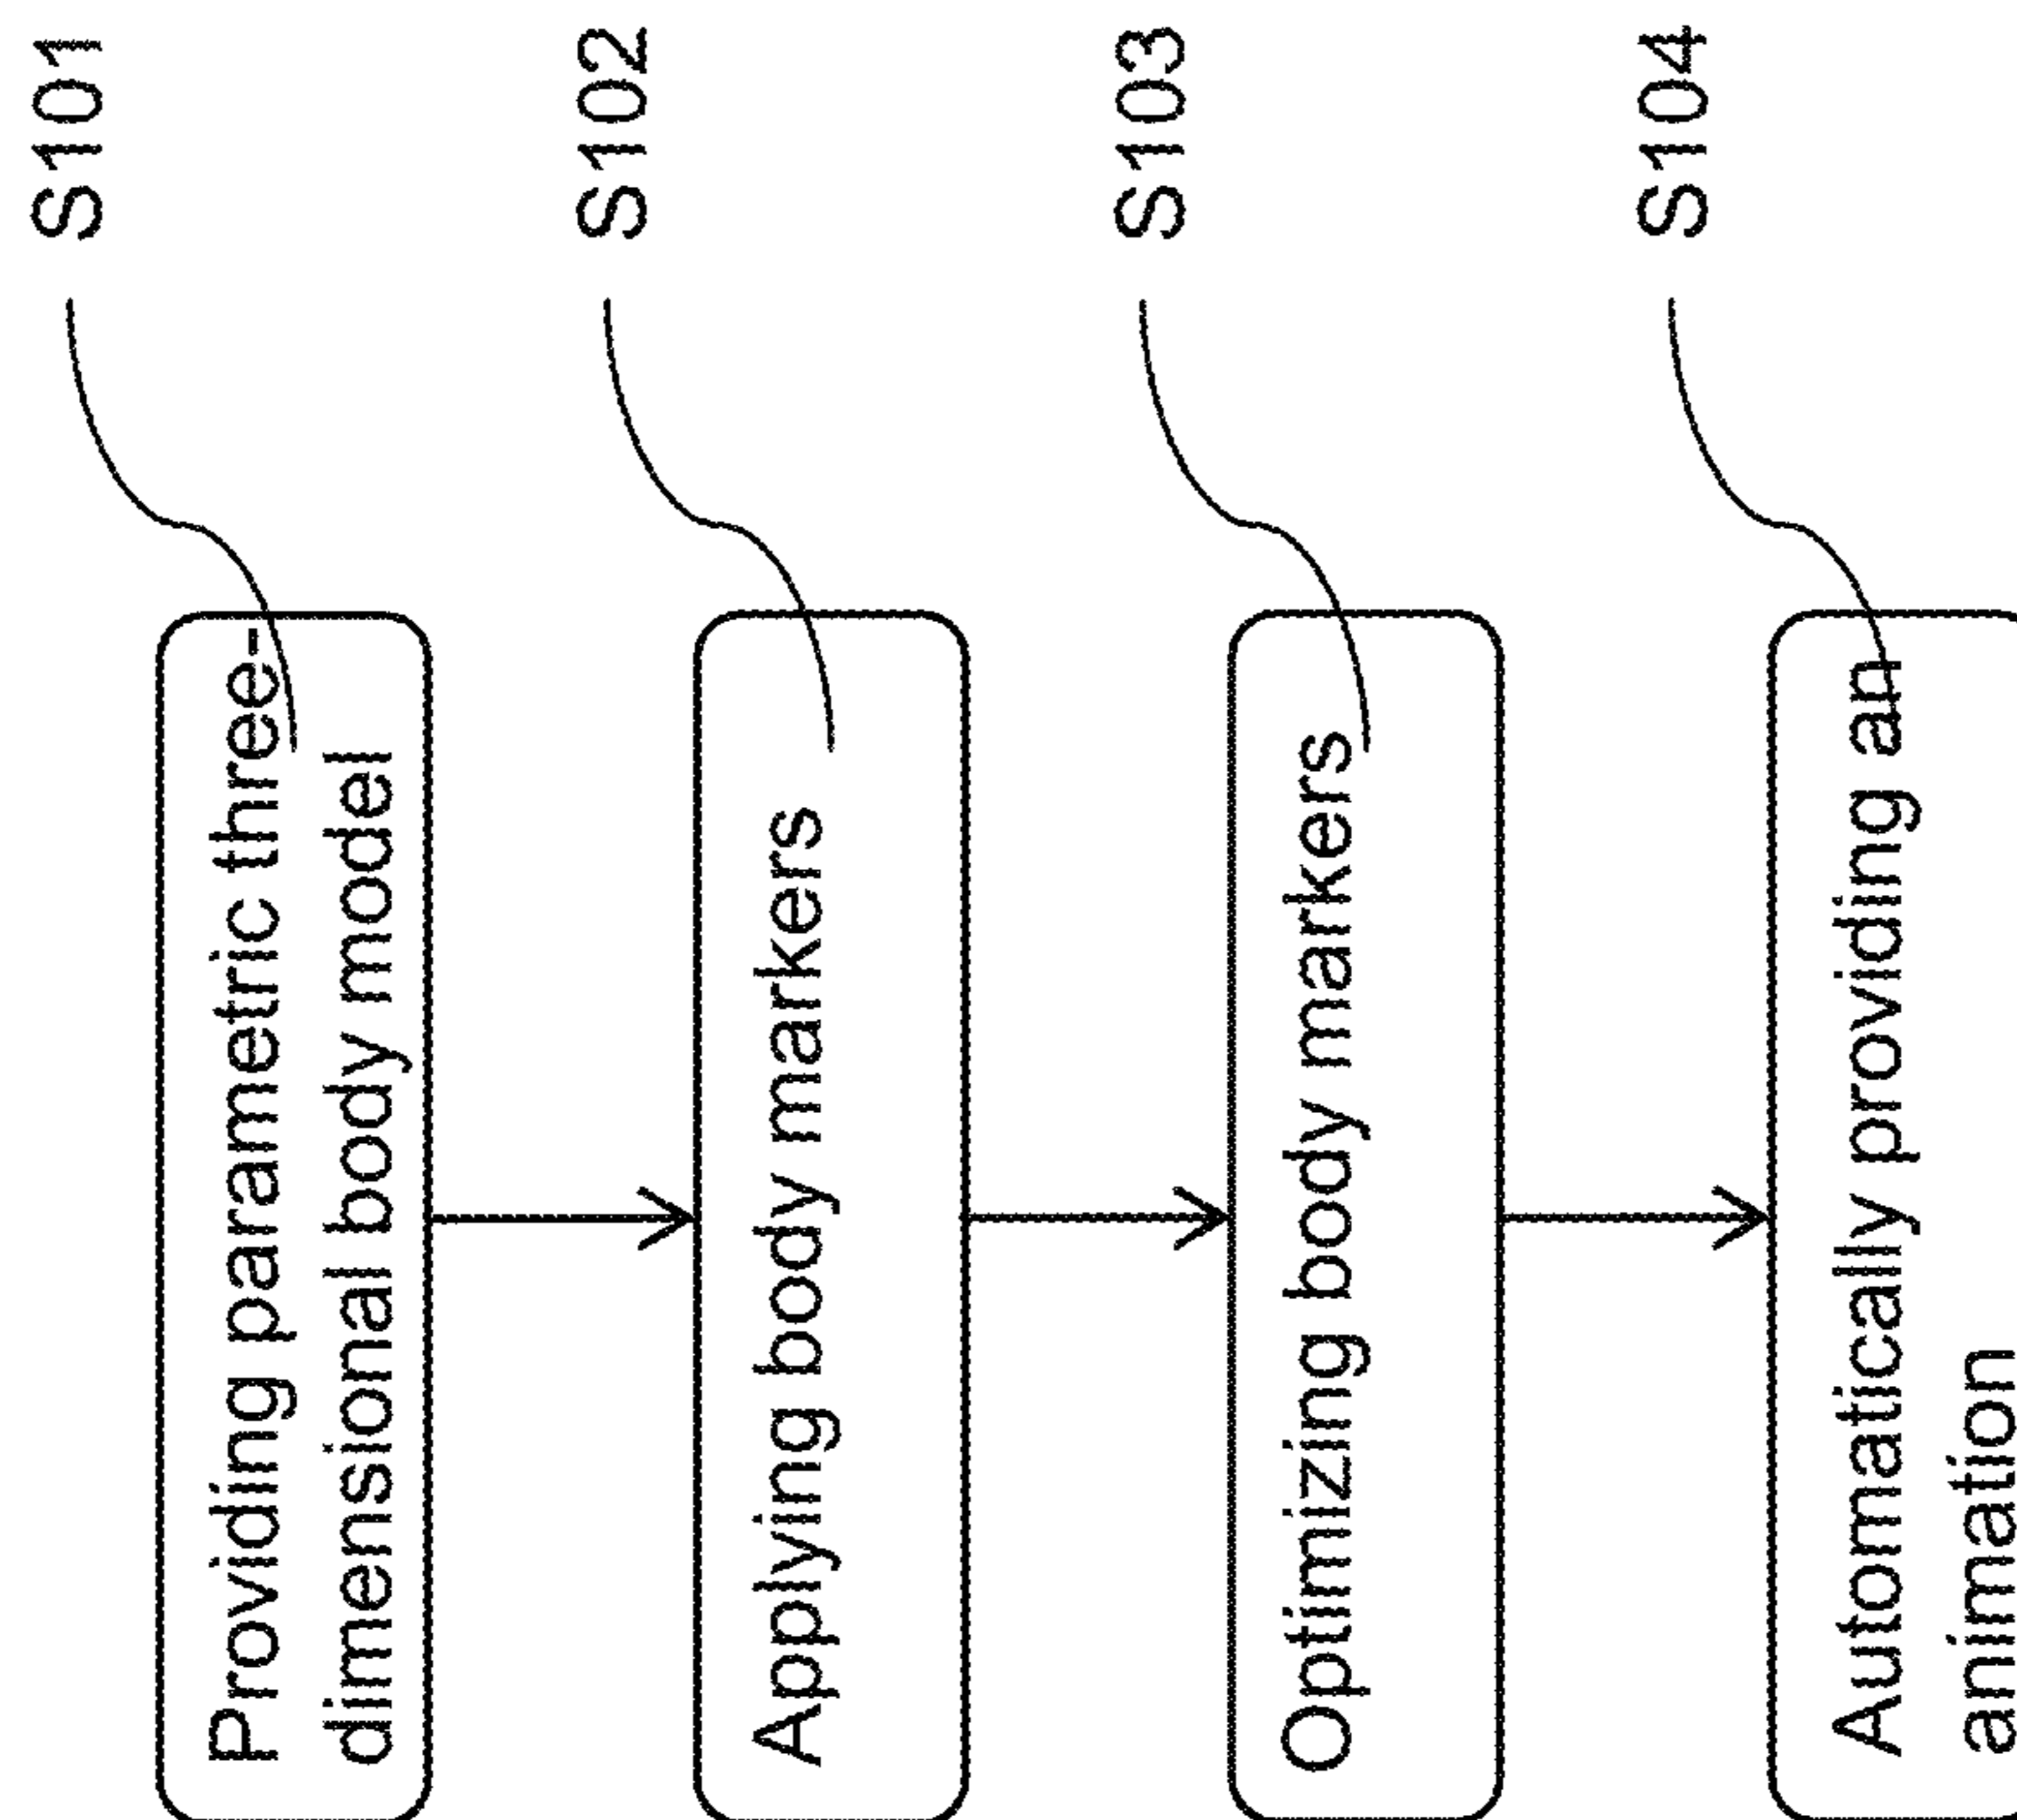 Providing parametric three-
dimensional body model
S101
Applying body markers
S102
Optimizing body markers
S103
Automatically providing an
animation
S104